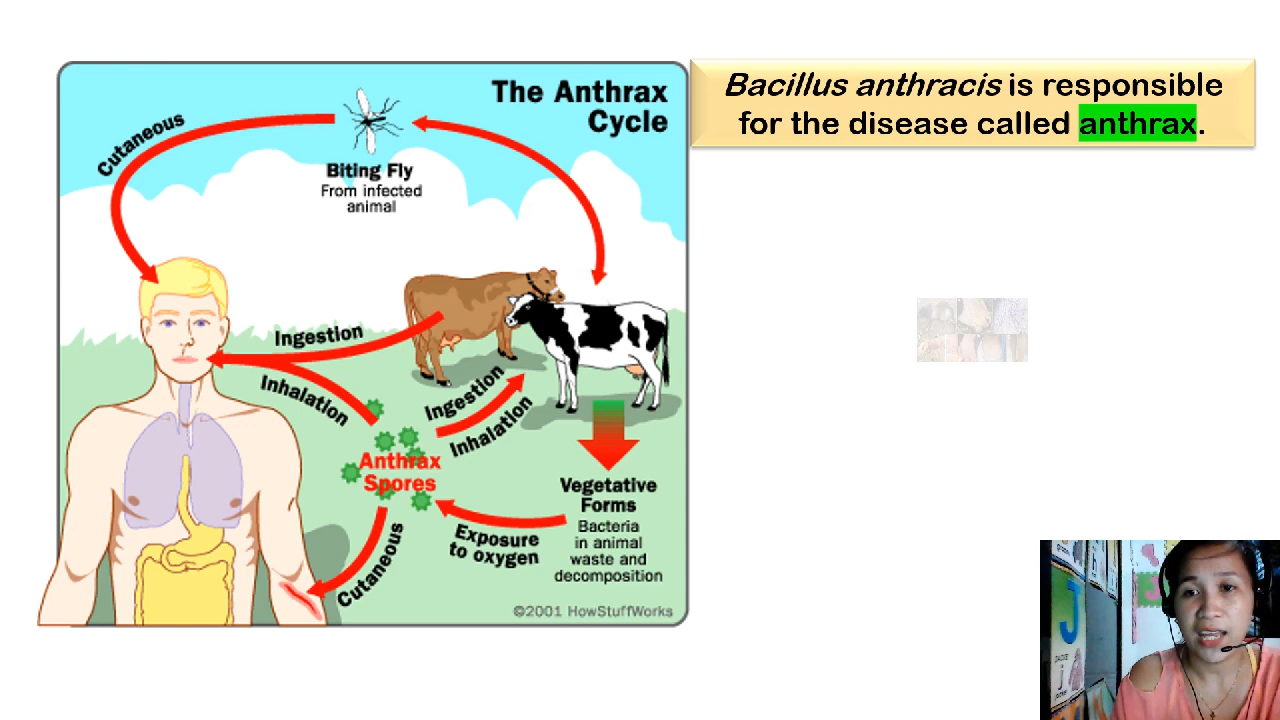 The Anthrax
Cycle
Cutaneous
Biting Fly
From infected
animal
Ingestion
Inhalation
Ingestion
Inhalation
Anthrax
Spores
Vegetative
Forms
Bacteria
in animal
waste and
decomposition
Exposure
to oxygen
Cutaneous
©2001 HowStuffWorks
Bacillus anthracis is responsible
for the disease called anthrax.
J
J